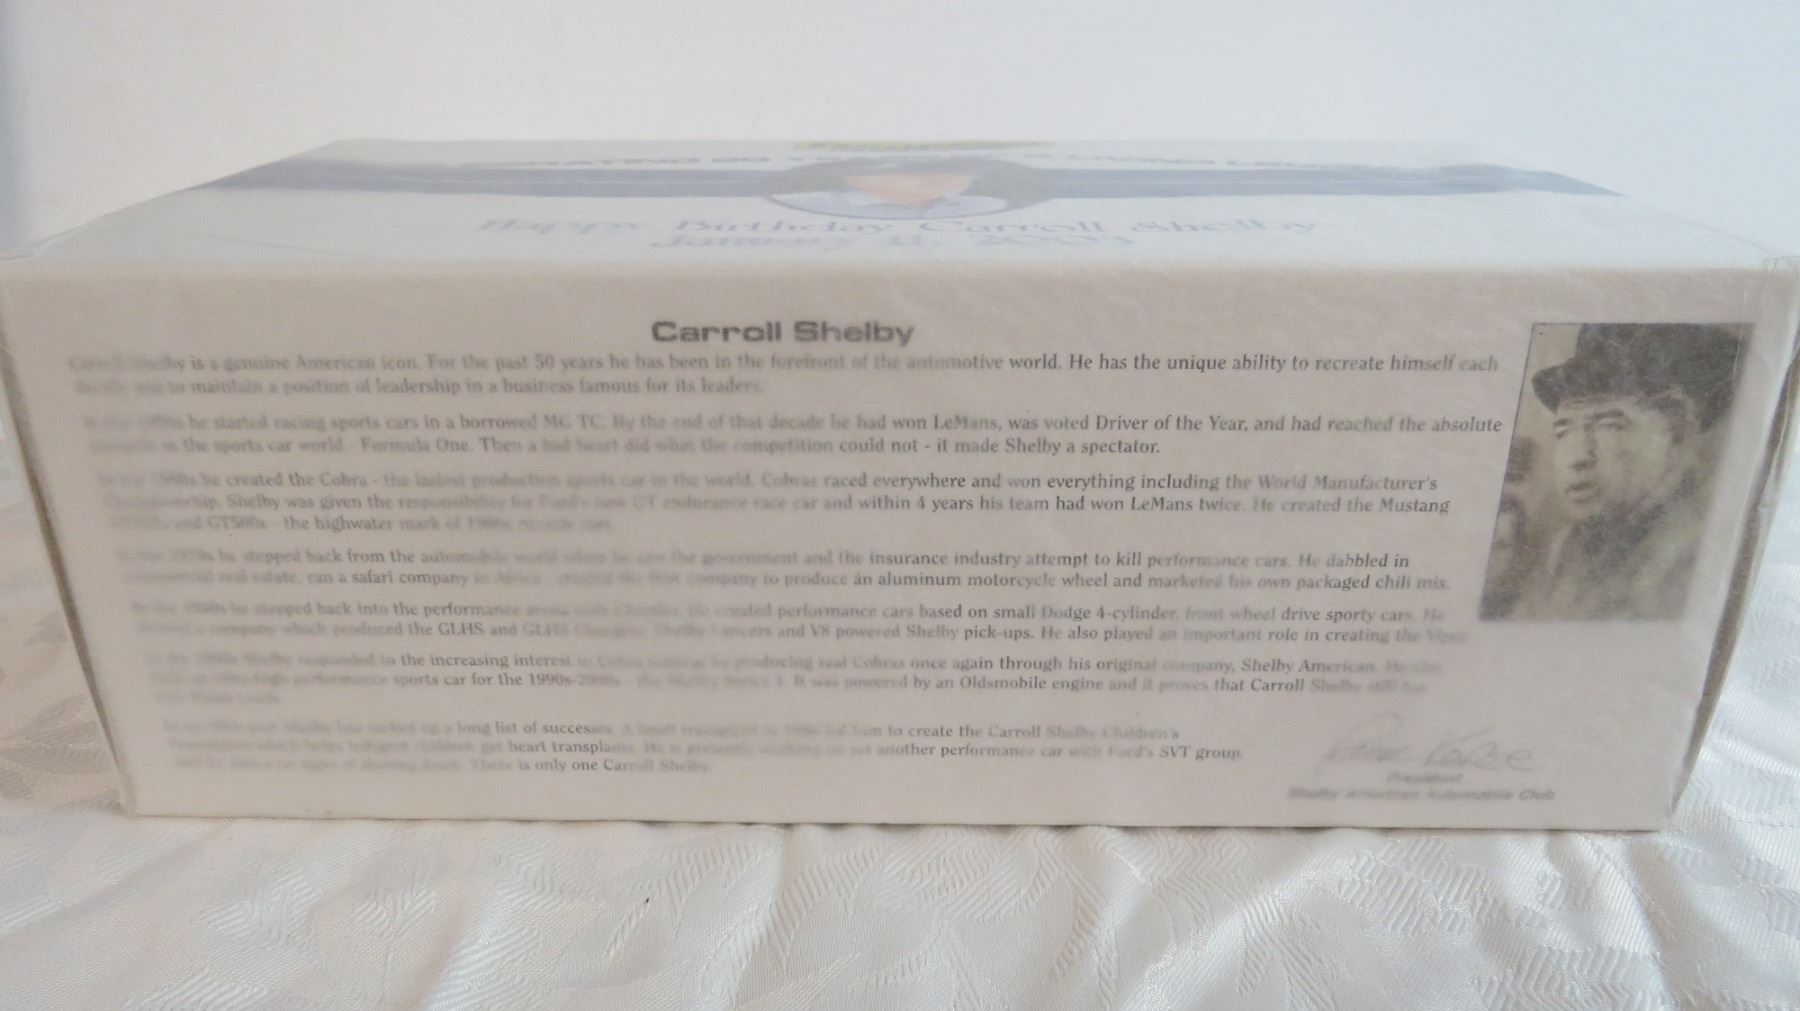 Happy Birthday Carroll Shelby
January 11, 2003
Carroll Shelby
Shelby is a genuine American icon. For the past 50 years he has been in the forefront of the automotive world. He has the unique ability to recreate himself each
to maintain a position of leadership in a business famous for its leaders.
he started racing sports cars in a borrowed MG TC. By the end of that decade he had won LeMans, was voted Driver of the Year, and had reached the absolute
in the sports car world - Formula One. Then a bad heart did what the competition could not - it made Shelby a spectator.
he created the Cobra - the fastest production sports car in the world. Cobras raced everywhere and won everything including the World Manufacturer's
Shelby was given the responsibility for Ford's new GT endurance race car and within 4 years his team had won LeMans twice. He created the Mustang
and GT500s - the highwater mark of 1960s
he stepped back from the automobile world when he saw the government and the insurance industry attempt to kill performance cars. He dabbled in
real estate, ran a safari company in Africa, created the first company to produce an aluminum motorcycle wheel and marketed his own packaged chili mix.
he stepped back into the performance with Chrysler. He created performance cars based on small Dodge 4-cylinder, front wheel drive sporty cars. He
a company which produced the GLHS and GLHS Chargers, Shelby Lancers and V8 powered Shelby pick-ups. He also played an important role in creating the Viper.
Shelby responded to the increasing interest in Cobra by producing real Cobras once again through his original company, Shelby American. He
performance sports car for the 1990s-2000s - the Shelby Series 1. It was powered by an Oldsmobile engine and it proves that Carroll Shelby still has
Shelby has racked up a long list of successes. A heart transplant led him to create the Carroll Shelby Children's
which helps indigent children get heart transplants. He is presently working on yet another performance car with Ford's SVT group
There is only one Carroll Shelby.
President
Shelby American Automobile Club